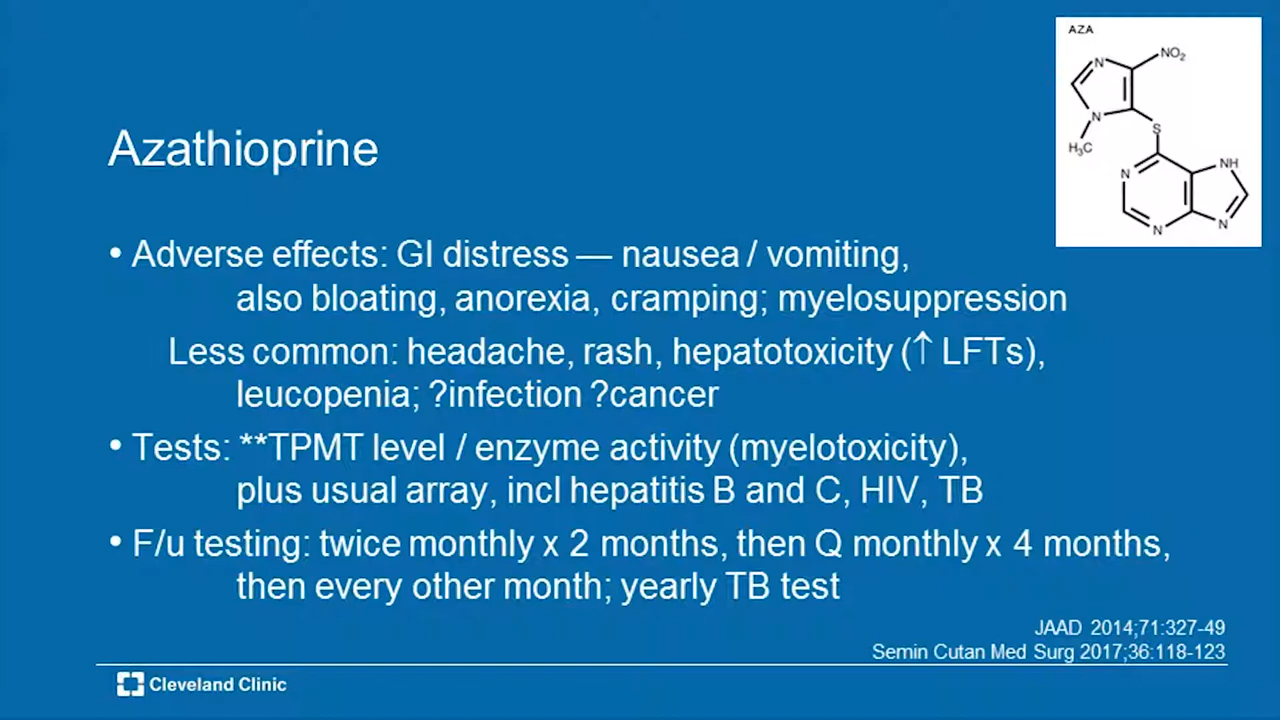 AZA
N
NO2
N
S
H3C
N
NH
N
N
Azathioprine
• Adverse effects: GI distress — nausea / vomiting,
also bloating, anorexia, cramping; myelosuppression
Less common: headache, rash, hepatotoxicity (↑ LFTs),
leucopenia; ?infection ?cancer
• Tests: **TPMT level / enzyme activity (myelotoxicity),
plus usual array, incl hepatitis B and C, HIV, TB
• F/u testing: twice monthly x 2 months, then Q monthly x 4 months,
then every other month; yearly TB test
JAAD 2014;71:327-49
Semin Cutan Med Surg 2017;36:118-123
Cleveland Clinic